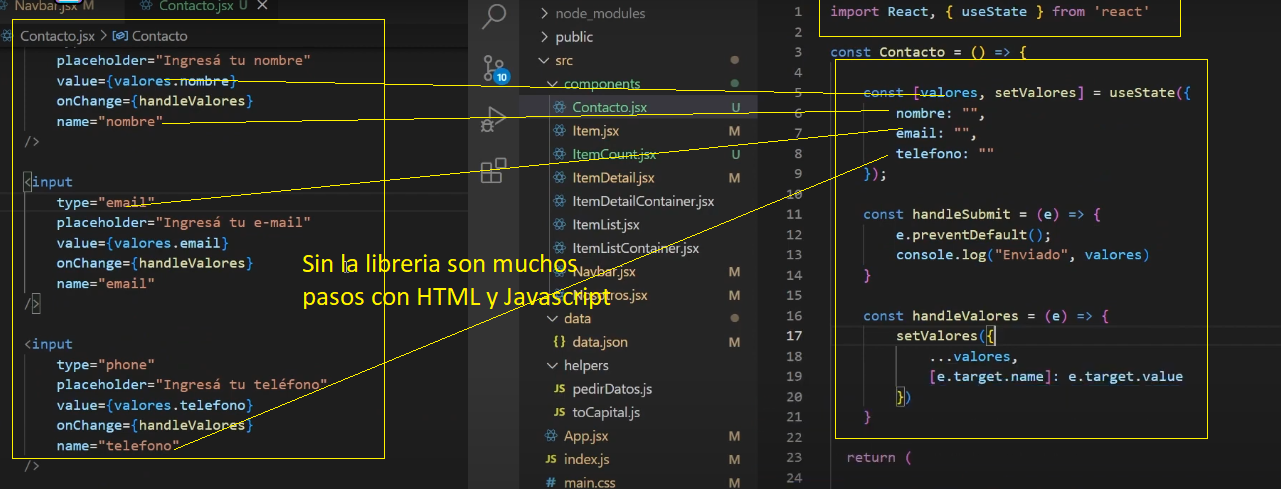 Navbar.jsx M
Contacto.jsx U
Contacto.jsx > Contacto
placeholder="Ingresá tu nombre"
value={valores.nombre}
onChange={handleValores}
name="nombre"
/>
<input
type="email"
placeholder="Ingresá tu e-mail"
value={valores.email}
onChange={handleValores}
name="email"
/>
<input
type="phone"
placeholder="Ingresá tu teléfono"
value={valores.telefono}
onChange={handleValores}
name="telefono"
/>
Sin la libreria son muchos
pasos con HTML y Javascript
10
node_modules
public
src
components
Contacto.jsx U
Item.jsx M
ItemCount.jsx U
ItemDetail.jsx M
ItemDetailContainer.jsx
ItemList.jsx
ItemListContainer.jsx
Navbar.jsx M
Nosotros.jsx M
data
{} data.json M
helpers
JS pedirDatos.js
JS toCapital.js
App.jsx M
JS index.js M
# main.css M
1 import React, { useState } from 'react'
2
3 const Contacto = () => {
4
5 const [valores, setValores] = useState({
6 nombre: "",
7 email: "",
8 telefono: ""
9 });
10
11 const handleSubmit = (e) => {
12 e.preventDefault();
13 console.log("Enviado", valores)
14 }
15
16 const handleValores = (e) => {
17 setValores({
18 ...valores,
19 [e.target.name]: e.target.value
20 })
21 }
22
23 return (
24